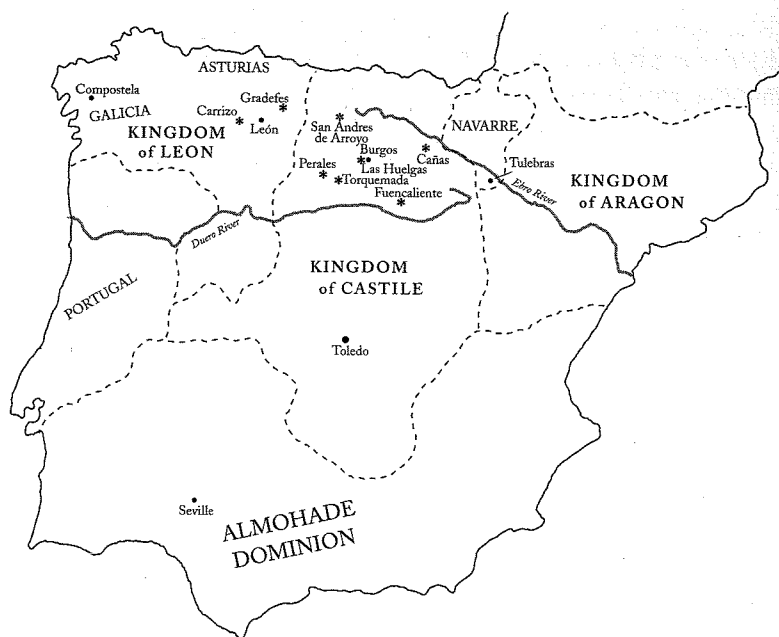 ASTURIAS
Compostela
GALICIA
Gradefes
Carrizo
León
KINGDOM
of LEON
San Andres
de Arroyo
NAVARRE
Burgos
Cañas
Las Huelgas
Perales
Torquemada
Tulebras
Fuencaliente
Ebro River
KINGDOM
of ARAGON
Duero River
KINGDOM
of CASTILE
PORTUGAL
Toledo
Seville
ALMOHADE
DOMINION